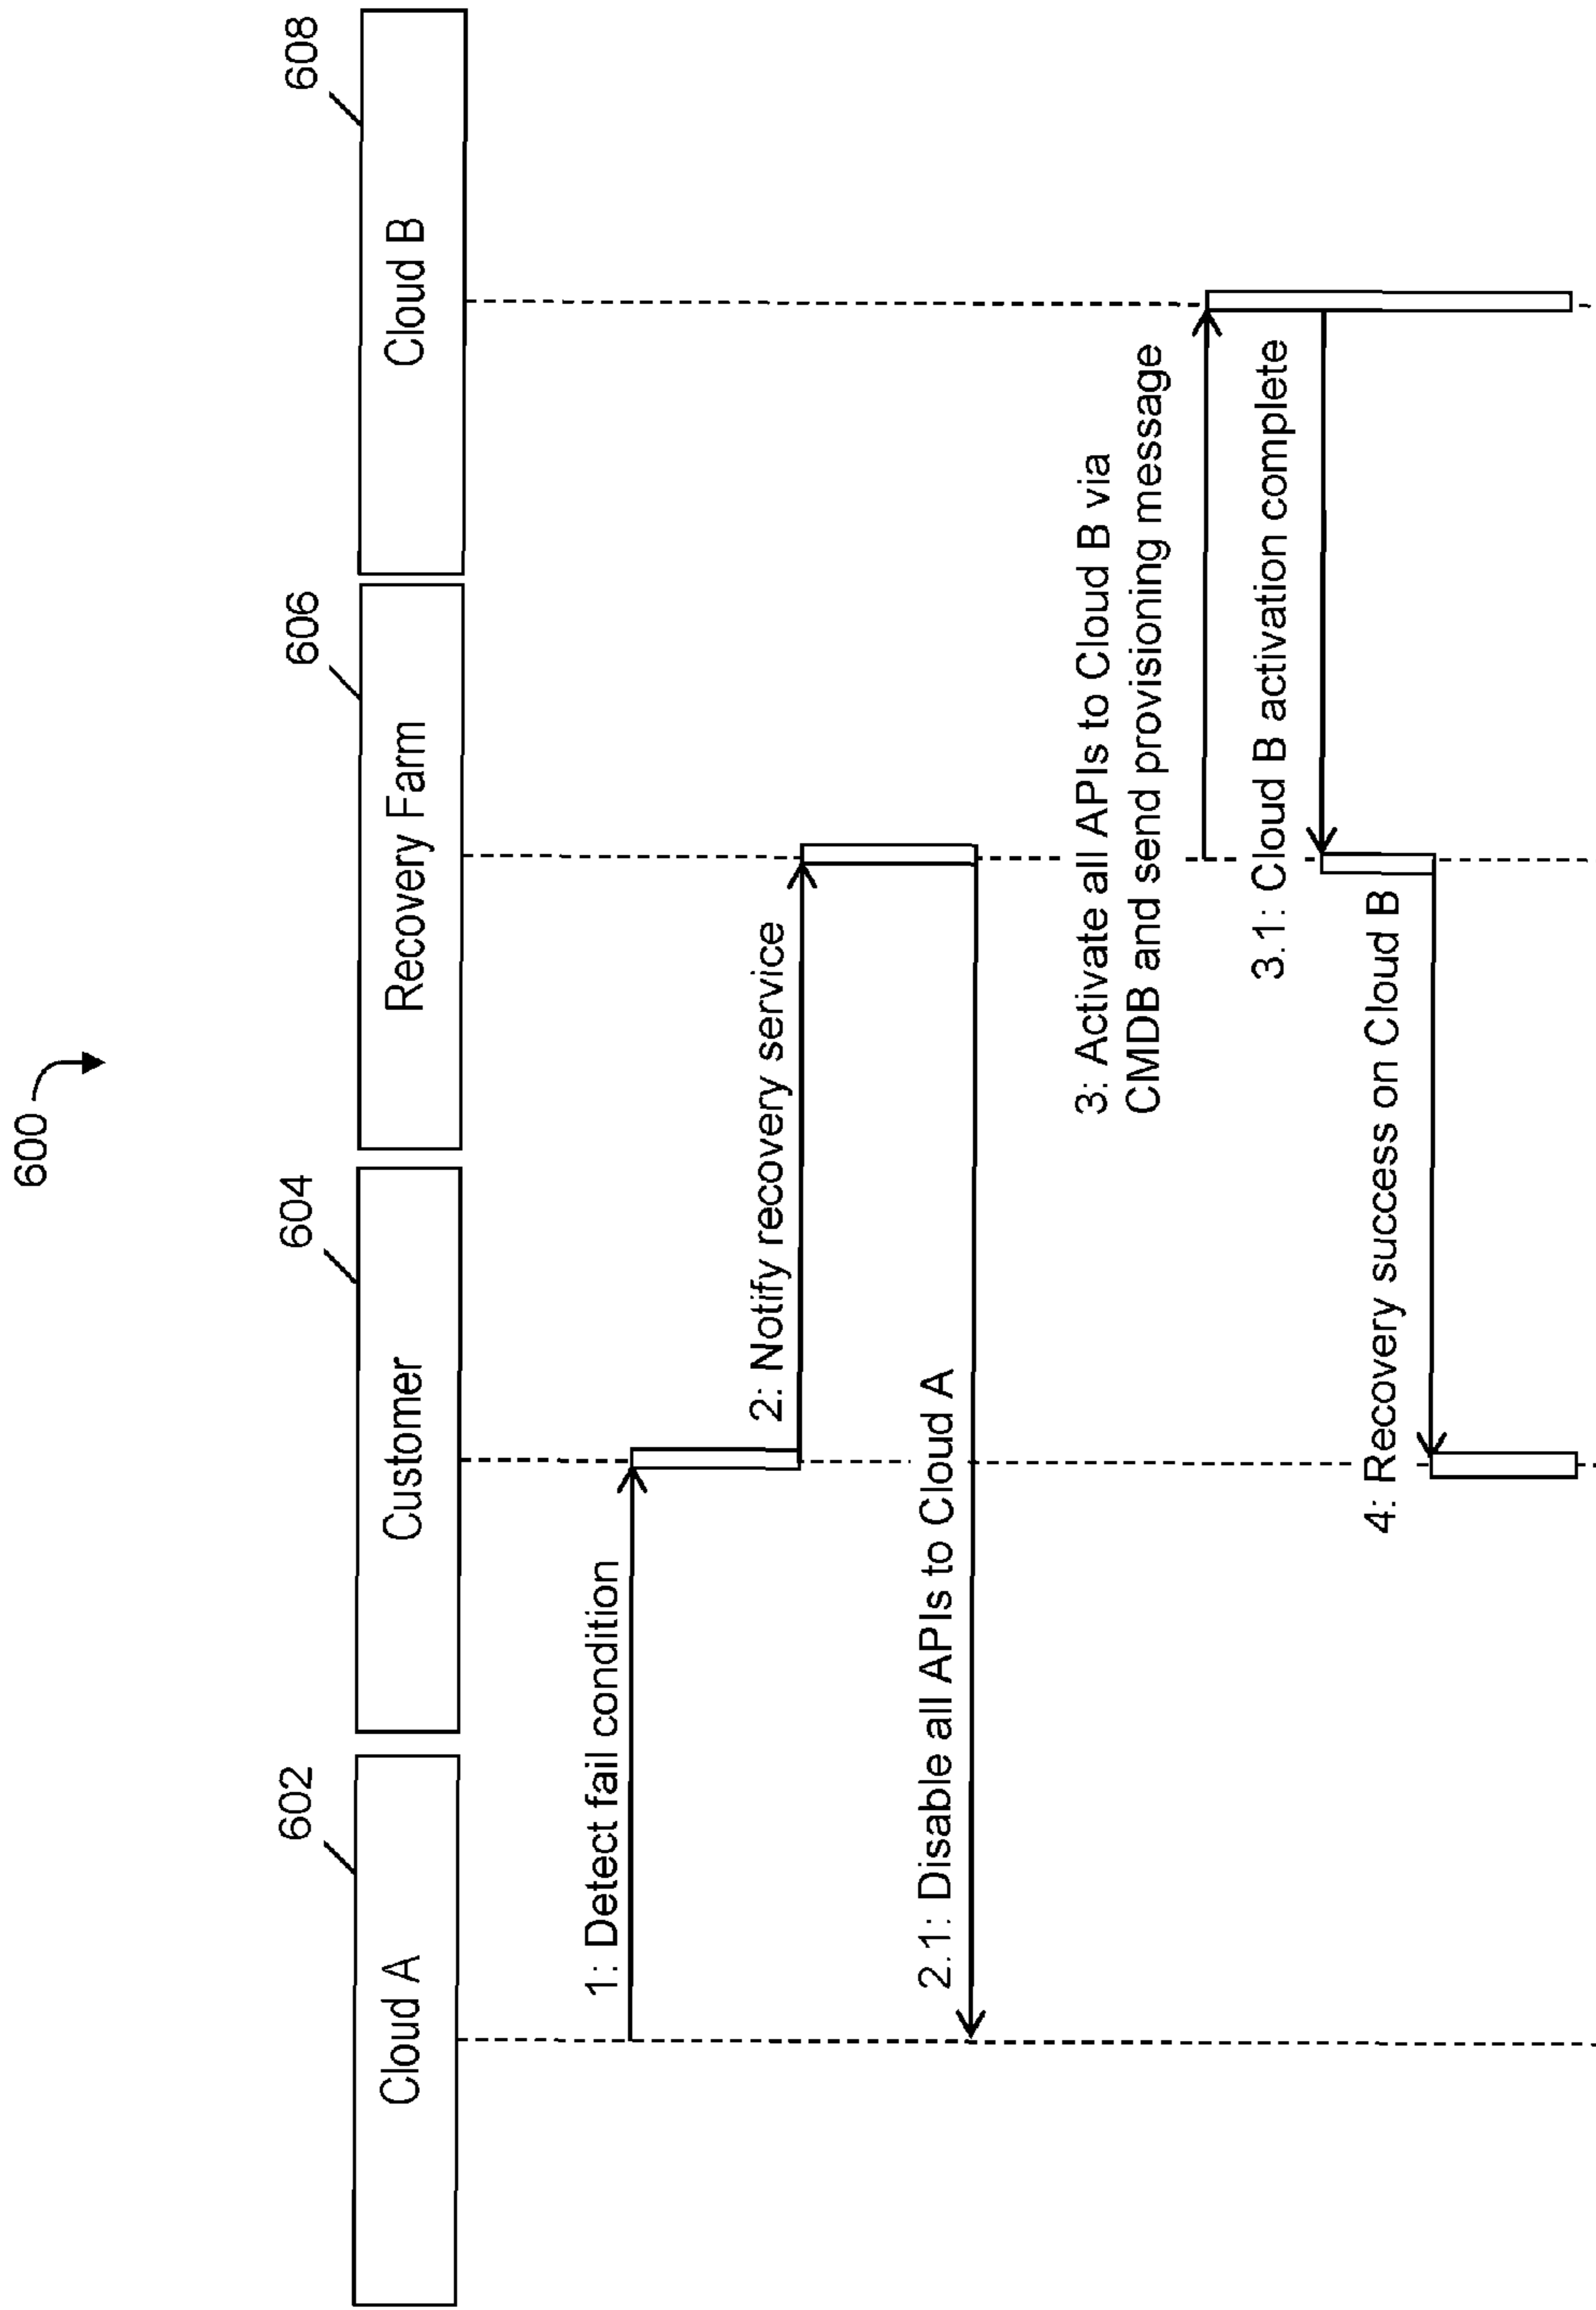 600
602
604
606
608
Cloud A
Customer
Recovery Farm
Cloud B
1: Detect fail condition
2: Notify recovery service
2.1: Disable all APIs to Cloud A
3: Activate all APIs to Cloud B via
CMDB and send provisioning message
3.1: Cloud B activation complete
4: Recovery success on Cloud B